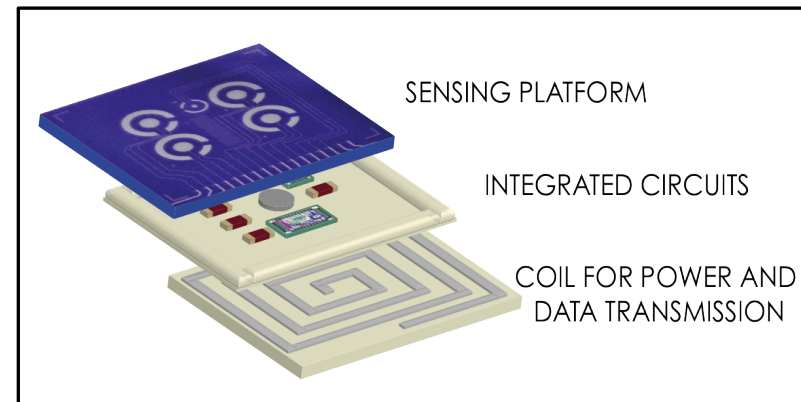 SENSING PLATFORM
INTEGRATED CIRCUITS
COIL FOR POWER AND
DATA TRANSMISSION